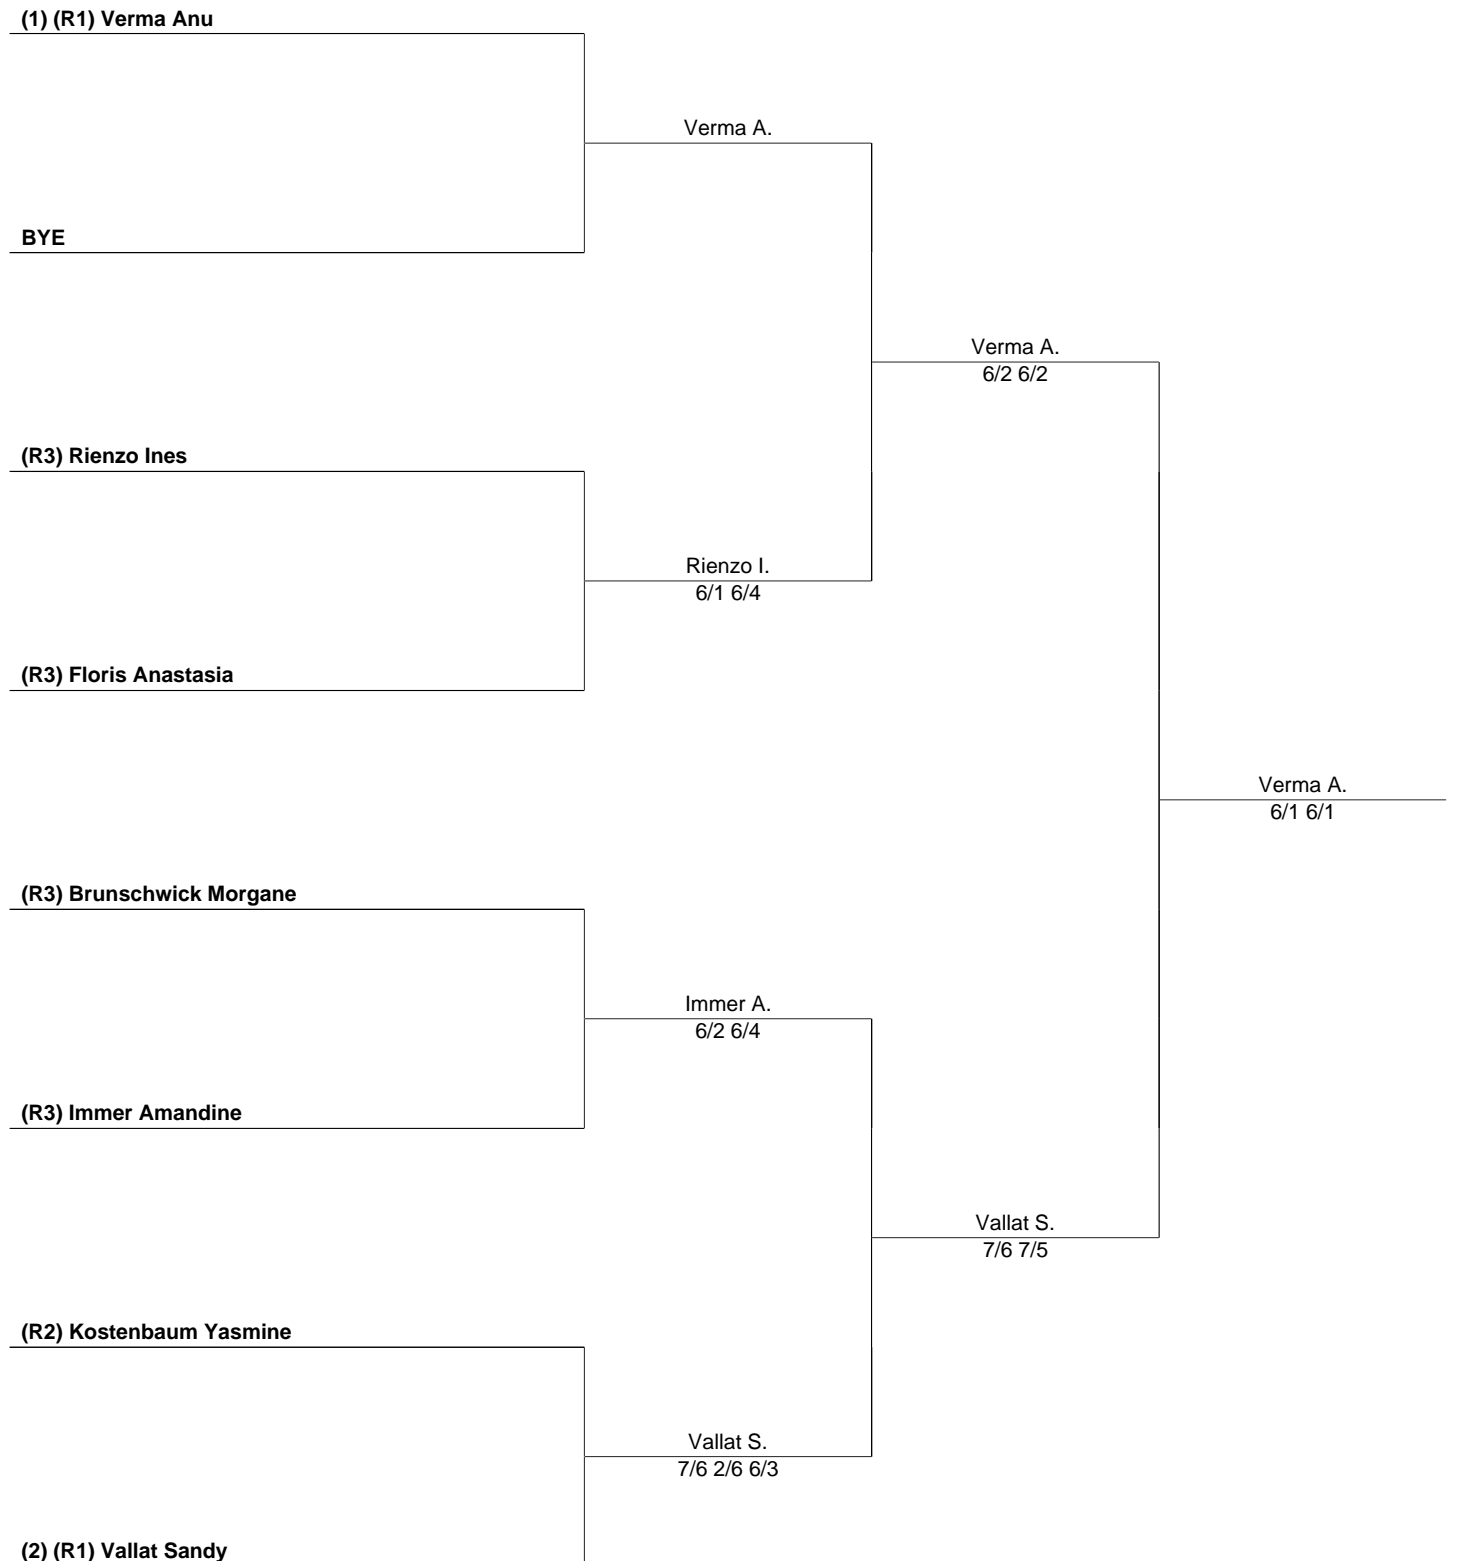 (1) (R1) Verma Anu
Verma A.
BYE
Verma A.
6/2 6/2
(R3) Rienzo Ines
Rienzo I.
6/1 6/4
(R3) Floris Anastasia
Verma A.
6/1 6/1
(R3) Brunschwick Morgane
Immer A.
6/2 6/4
(R3) Immer Amandine
Vallat S.
7/6 7/5
(R2) Kostenbaum Yasmine
Vallat S.
7/6 2/6 6/3
(2) (R1) Vallat Sandy